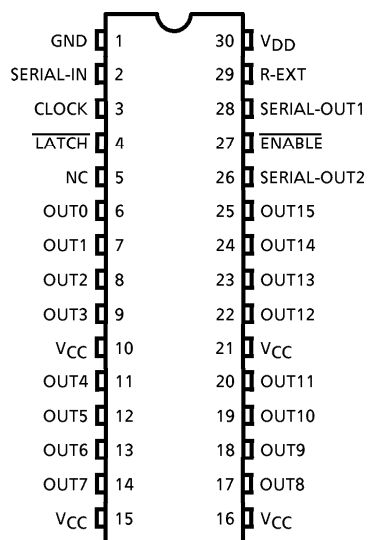 GND 1 30 VDD
SERIAL-IN 2 29 R-EXT
CLOCK 3 28 SERIAL-OUT1
LATCH 4 27 ENABLE
NC 5 26 SERIAL-OUT2
OUT0 6 25 OUT15
OUT1 7 24 OUT14
OUT2 8 23 OUT13
OUT3 9 22 OUT12
VCC 10 21 VCC
OUT4 11 20 OUT11
OUT5 12 19 OUT10
OUT6 13 18 OUT9
OUT7 14 17 OUT8
VCC 15 16 VCC